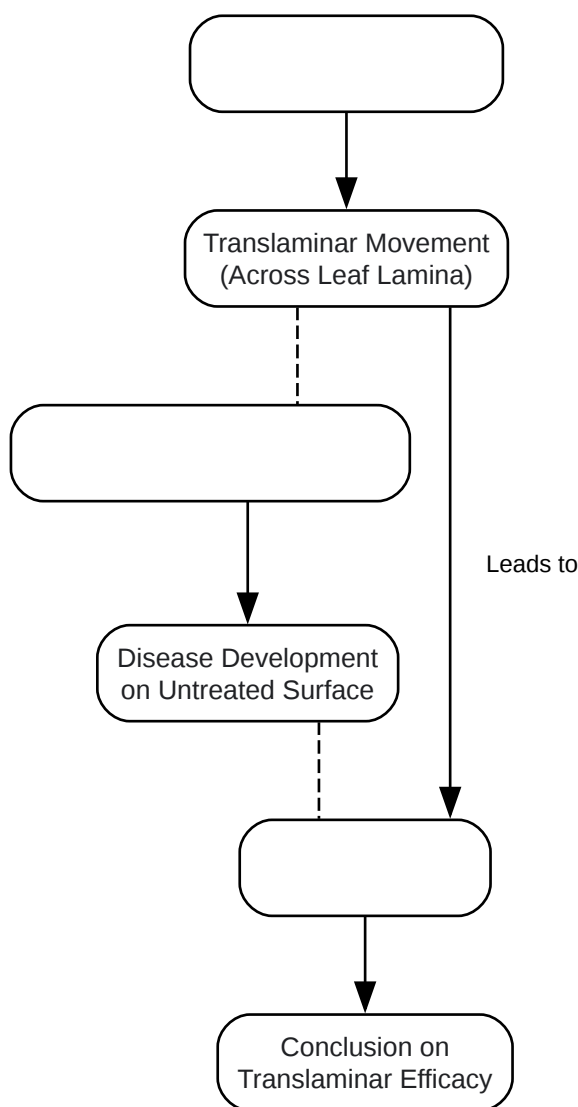 Translaminar Movement
(Across Leaf Lamina)
Leads to
Disease Development
on Untreated Surface
Conclusion on
Translaminar Efficacy